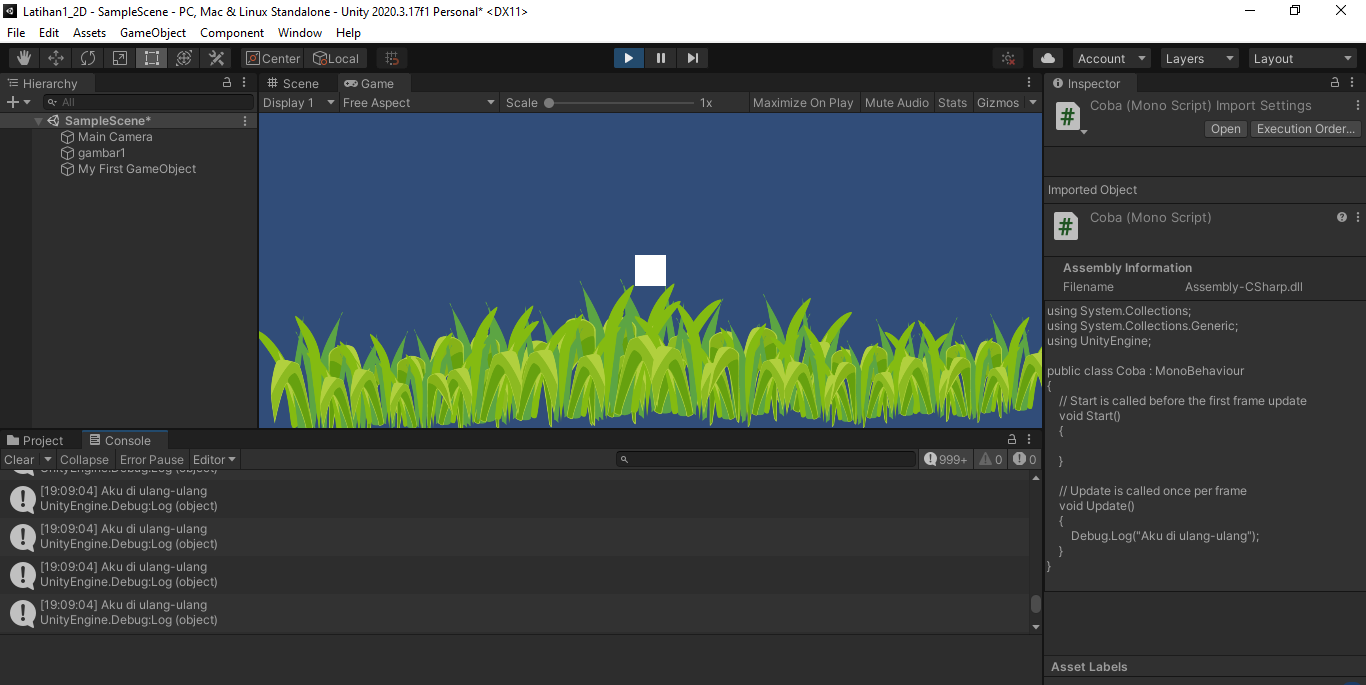 Latihan1_2D - SampleScene - PC, Mac & Linux Standalone - Unity 2020.3.17f1 Personal* <DX11>
File Edit Assets GameObject Component Window Help
Center Local Account Layers Layout
Hierarchy
All
SampleScene*
Main Camera
gambar1
My First GameObject
Scene Game
Display 1 Free Aspect Scale 1x Maximize On Play Mute Audio Stats Gizmos
Inspector
Coba (Mono Script) Import Settings
Open Execution Order...
Imported Object
Coba (Mono Script)
Assembly Information
Filename Assembly-CSharp.dll
using System.Collections;
using System.Collections.Generic;
using UnityEngine;
public class Coba : MonoBehaviour
{
// Start is called before the first frame update
void Start()
{
}
// Update is called once per frame
void Update()
{
Debug.Log("Aku di ulang-ulang");
}
}
Asset Labels
Project Console
Clear Collapse Error Pause Editor 999+ 0 0
UnityEngine.Debug:Log (object)
[19:09:04] Aku di ulang-ulang
UnityEngine.Debug:Log (object)
[19:09:04] Aku di ulang-ulang
UnityEngine.Debug:Log (object)
[19:09:04] Aku di ulang-ulang
UnityEngine.Debug:Log (object)
[19:09:04] Aku di ulang-ulang
UnityEngine.Debug:Log (object)